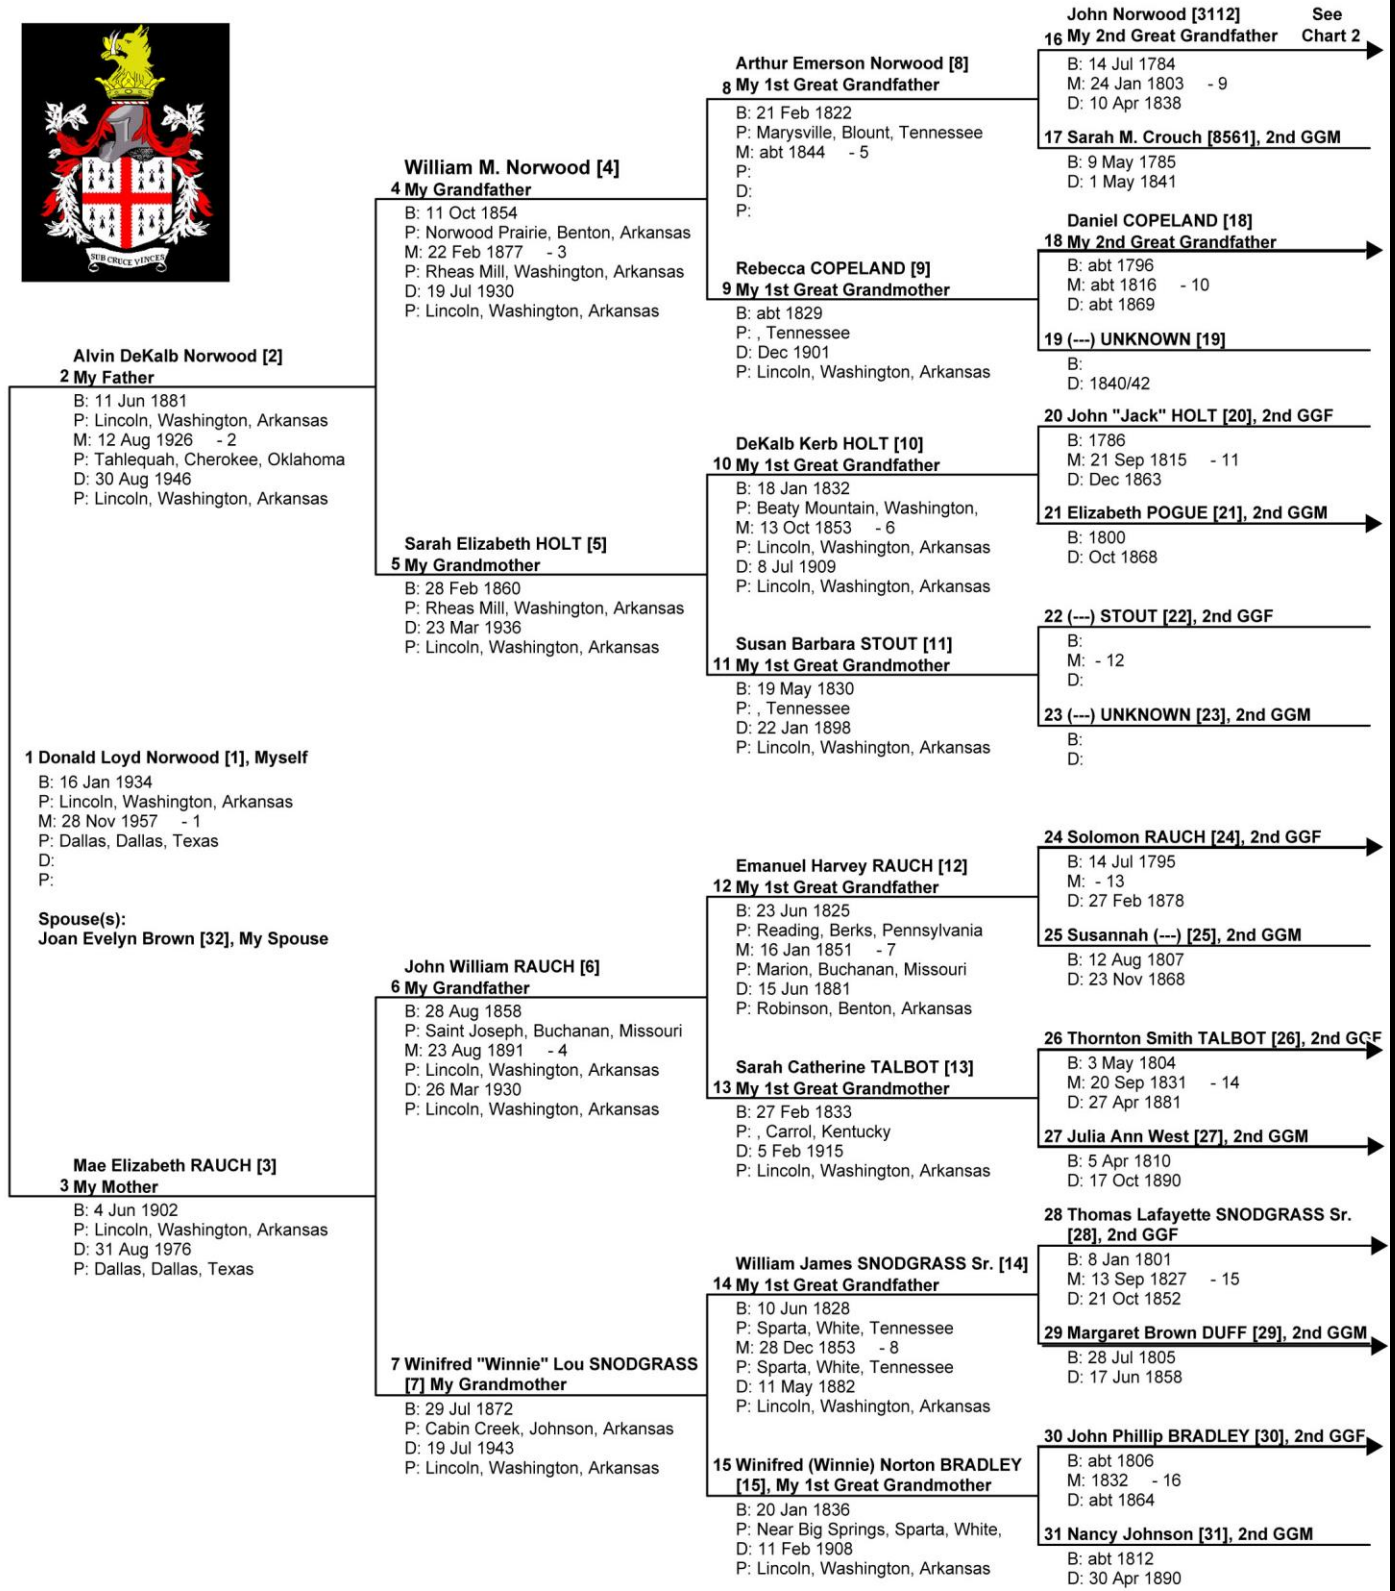 SUB CRUCE VINCES
1 Donald Loyd Norwood [1], Myself
B: 16 Jan 1934
P: Lincoln, Washington, Arkansas
M: 28 Nov 1957 - 1
P: Dallas, Dallas, Texas
D:
P:
Spouse(s):
Joan Evelyn Brown [32], My Spouse
Alvin DeKalb Norwood [2]
2 My Father
B: 11 Jun 1881
P: Lincoln, Washington, Arkansas
M: 12 Aug 1926 - 2
P: Tahlequah, Cherokee, Oklahoma
D: 30 Aug 1946
P: Lincoln, Washington, Arkansas
Mae Elizabeth RAUCH [3]
3 My Mother
B: 4 Jun 1902
P: Lincoln, Washington, Arkansas
D: 31 Aug 1976
P: Dallas, Dallas, Texas
William M. Norwood [4]
4 My Grandfather
B: 11 Oct 1854
P: Norwood Prairie, Benton, Arkansas
M: 22 Feb 1877 - 3
P: Rheas Mill, Washington, Arkansas
D: 19 Jul 1930
P: Lincoln, Washington, Arkansas
Sarah Elizabeth HOLT [5]
5 My Grandmother
B: 28 Feb 1860
P: Rheas Mill, Washington, Arkansas
D: 23 Mar 1936
P: Lincoln, Washington, Arkansas
John William RAUCH [6]
6 My Grandfather
B: 28 Aug 1858
P: Saint Joseph, Buchanan, Missouri
M: 23 Aug 1891 - 4
P: Lincoln, Washington, Arkansas
D: 26 Mar 1930
P: Lincoln, Washington, Arkansas
7 Winifred "Winnie" Lou SNODGRASS
[7] My Grandmother
B: 29 Jul 1872
P: Cabin Creek, Johnson, Arkansas
D: 19 Jul 1943
P: Lincoln, Washington, Arkansas
Arthur Emerson Norwood [8]
8 My 1st Great Grandfather
B: 21 Feb 1822
P: Marysville, Blount, Tennessee
M: abt 1844 - 5
P:
D:
P:
Rebecca COPELAND [9]
9 My 1st Great Grandmother
B: abt 1829
P: , Tennessee
D: Dec 1901
P: Lincoln, Washington, Arkansas
DeKalb Kerb HOLT [10]
10 My 1st Great Grandfather
B: 18 Jan 1832
P: Beaty Mountain, Washington,
M: 13 Oct 1853 - 6
P: Lincoln, Washington, Arkansas
D: 8 Jul 1909
P: Lincoln, Washington, Arkansas
Susan Barbara STOUT [11]
11 My 1st Great Grandmother
B: 19 May 1830
P: , Tennessee
D: 22 Jan 1898
P: Lincoln, Washington, Arkansas
Emanuel Harvey RAUCH [12]
12 My 1st Great Grandfather
B: 23 Jun 1825
P: Reading, Berks, Pennsylvania
M: 16 Jan 1851 - 7
P: Marion, Buchanan, Missouri
D: 15 Jun 1881
P: Robinson, Benton, Arkansas
Sarah Catherine TALBOT [13]
13 My 1st Great Grandmother
B: 27 Feb 1833
P: , Carrol, Kentucky
D: 5 Feb 1915
P: Lincoln, Washington, Arkansas
William James SNODGRASS Sr. [14]
14 My 1st Great Grandfather
B: 10 Jun 1828
P: Sparta, White, Tennessee
M: 28 Dec 1853 - 8
P: Sparta, White, Tennessee
D: 11 May 1882
P: Lincoln, Washington, Arkansas
15 Winifred (Winnie) Norton BRADLEY
[15], My 1st Great Grandmother
B: 20 Jan 1836
P: Near Big Springs, Sparta, White,
D: 11 Feb 1908
P: Lincoln, Washington, Arkansas
John Norwood [3112] See
16 My 2nd Great Grandfather Chart 2
B: 14 Jul 1784
M: 24 Jan 1803 - 9
D: 10 Apr 1838
17 Sarah M. Crouch [8561], 2nd GGM
B: 9 May 1785
D: 1 May 1841
Daniel COPELAND [18]
18 My 2nd Great Grandfather
B: abt 1796
M: abt 1816 - 10
D: abt 1869
19 (---) UNKNOWN [19]
B:
D: 1840/42
20 John "Jack" HOLT [20], 2nd GGF
B: 1786
M: 21 Sep 1815 - 11
D: Dec 1863
21 Elizabeth POGUE [21], 2nd GGM
B: 1800
D: Oct 1868
22 (---) STOUT [22], 2nd GGF
B:
M: - 12
D:
23 (---) UNKNOWN [23], 2nd GGM
B:
D:
24 Solomon RAUCH [24], 2nd GGF
B: 14 Jul 1795
M: - 13
D: 27 Feb 1878
25 Susannah (---) [25], 2nd GGM
B: 12 Aug 1807
D: 23 Nov 1868
26 Thornton Smith TALBOT [26], 2nd GGF
B: 3 May 1804
M: 20 Sep 1831 - 14
D: 27 Apr 1881
27 Julia Ann West [27], 2nd GGM
B: 5 Apr 1810
D: 17 Oct 1890
28 Thomas Lafayette SNODGRASS Sr.
[28], 2nd GGF
B: 8 Jan 1801
M: 13 Sep 1827 - 15
D: 21 Oct 1852
29 Margaret Brown DUFF [29], 2nd GGM
B: 28 Jul 1805
D: 17 Jun 1858
30 John Phillip BRADLEY [30], 2nd GGF
B: abt 1806
M: 1832 - 16
D: abt 1864
31 Nancy Johnson [31], 2nd GGM
B: abt 1812
D: 30 Apr 1890